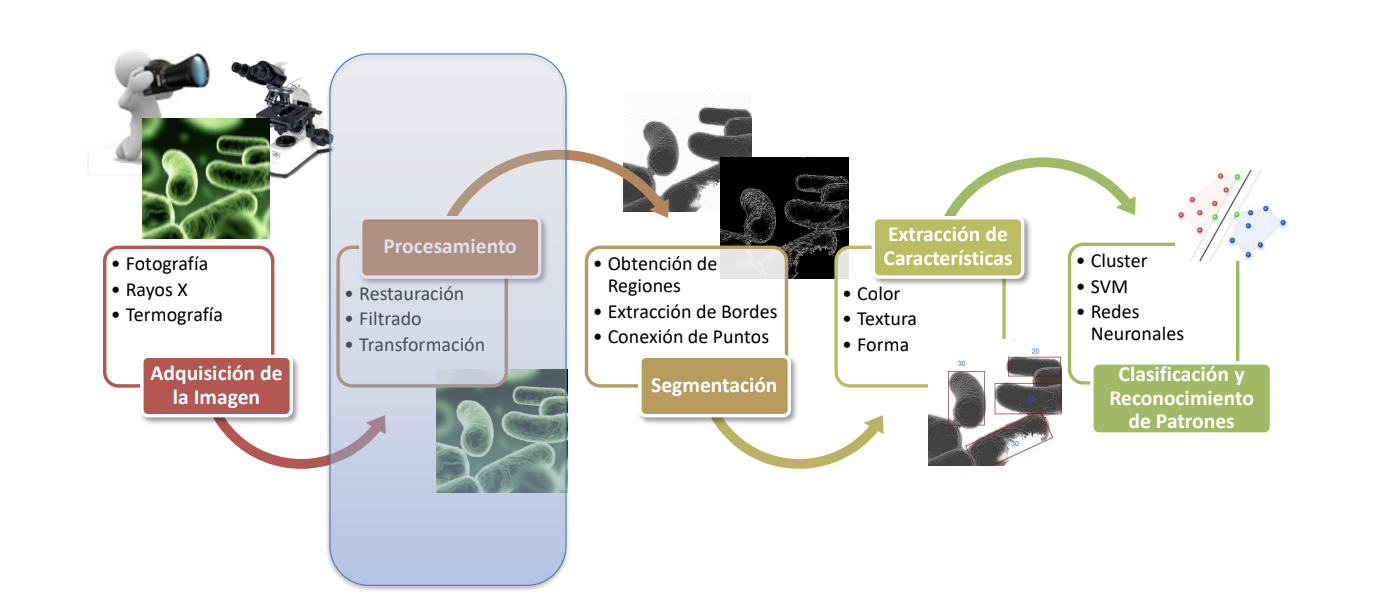 • Fotografía
• Rayos X
• Termografía
Adquisición de
la Imagen
Procesamiento
• Restauración
• Filtrado
• Transformación
• Obtención de
Regiones
• Extracción de Bordes
• Conexión de Puntos
Segmentación
Extracción de
Características
• Color
• Textura
• Forma
20
30
30
• Cluster
• SVM
• Redes
Neuronales
Clasificación y
Reconocimiento
de Patrones